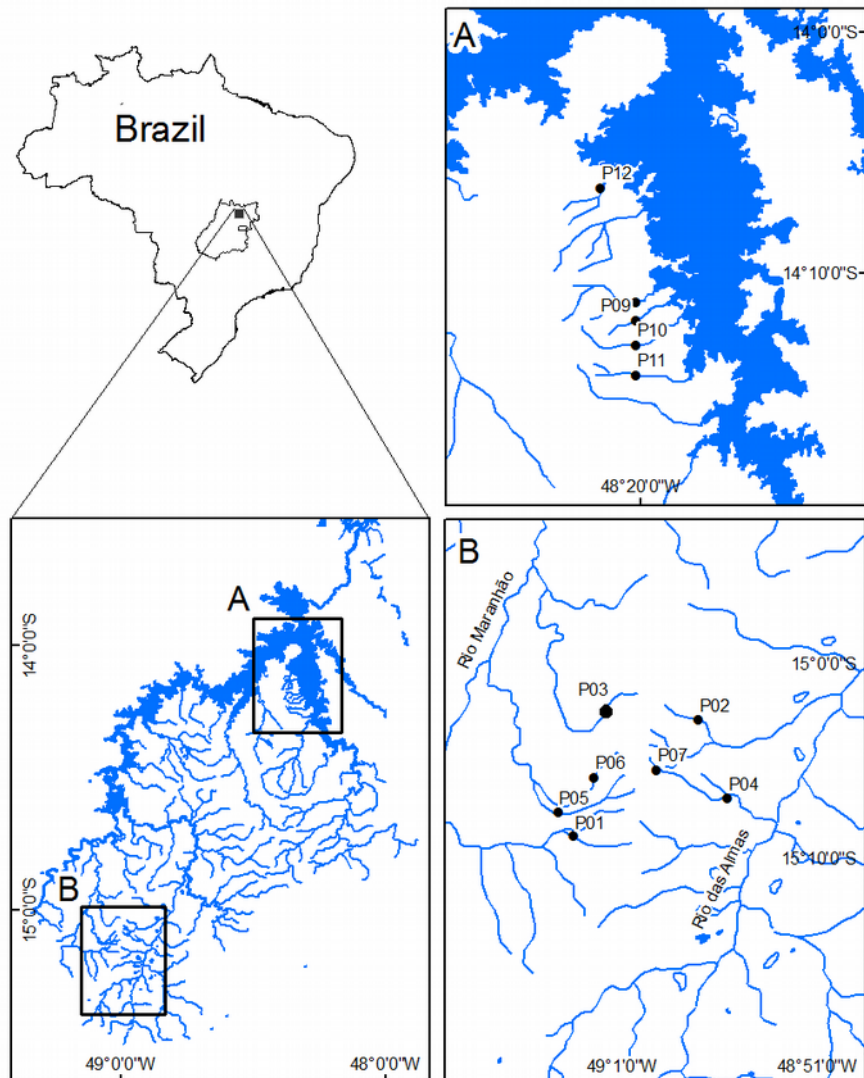 Brazil
A
14°0'0"S
P12
14°10'0"S
P09
P10
P11
48°20'0"W
A
14°0'0"S
15°0'0"S
B
49°0'0"W
48°0'0"W
B
Rio Maranhão
15°0'0"S
P03
P02
P06
P07
P05
P04
P01
15°10'0"S
Rio das Almas
49°1'0"W
48°51'0"W